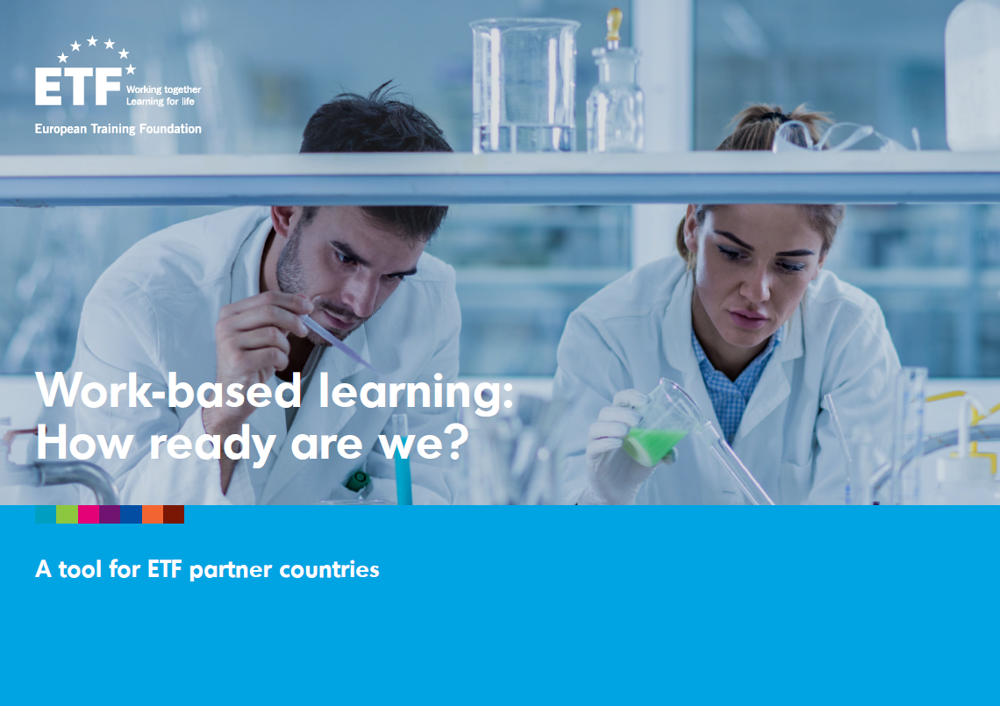 ETF
Working together
Learning for life
European Training Foundation
Work-based learning:
How ready are we?
A tool for ETF partner countries